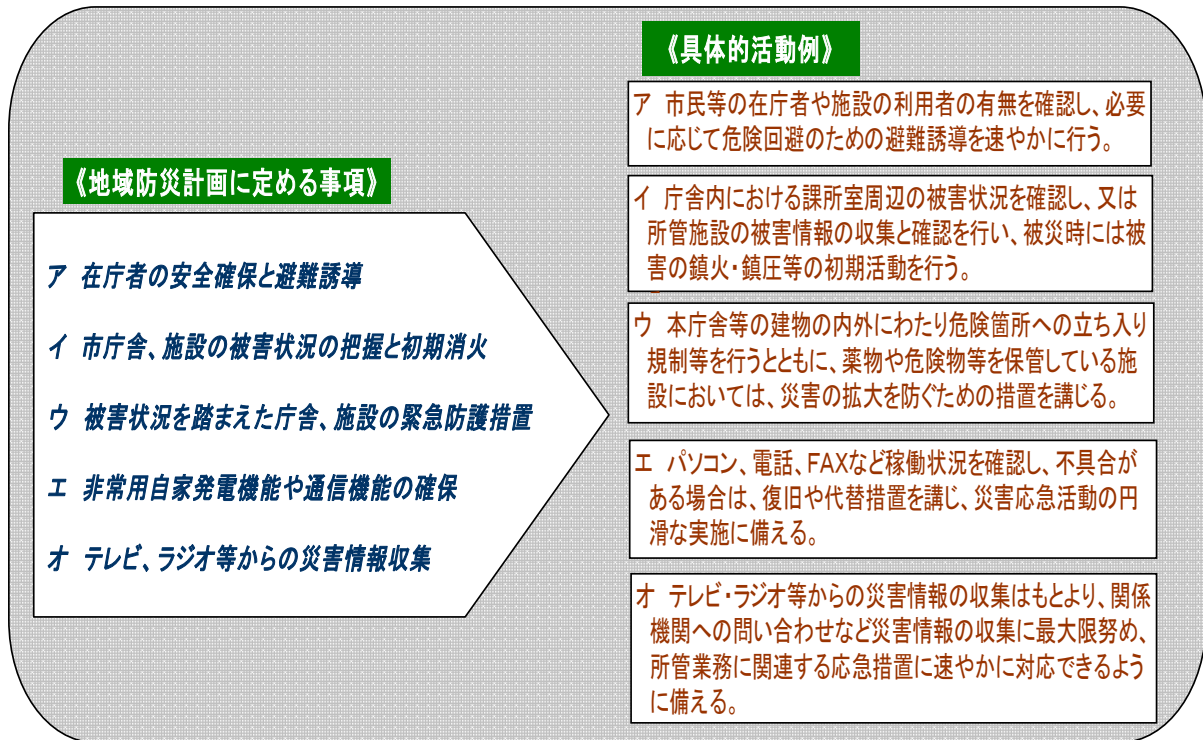 《地域防災計画に定める事項》
ア 在庁者の安全確保と避難誘導
イ 市庁舎、施設の被害状況の把握と初期消火
ウ 被害状況を踏まえた庁舎、施設の緊急防護措置
エ 非常用自家発電機能や通信機能の確保
オ テレビ、ラジオ等からの災害情報収集
《具体的活動例》
ア 市民等の在庁者や施設の利用者の有無を確認し、必要
に応じて危険回避のための避難誘導を速やかに行う。
イ 庁舎内における課所室周辺の被害状況を確認し、又は
所管施設の被害情報の収集と確認を行い、被災時には被
害の鎮火・鎮圧等の初期活動を行う。
ウ 本庁舎等の建物の内外にわたり危険箇所への立ち入り
規制等を行うとともに、薬物や危険物等を保管している施
設においては、災害の拡大を防ぐための措置を講じる。
エ パソコン、電話、FAXなど稼働状況を確認し、不具合が
ある場合は、復旧や代替措置を講じ、災害応急活動の円
滑な実施に備える。
オ テレビ・ラジオ等からの災害情報の収集はもとより、関係
機関への問い合わせなど災害情報の収集に最大限努め、
所管業務に関連する応急措置に速やかに対応できるよう
に備える。